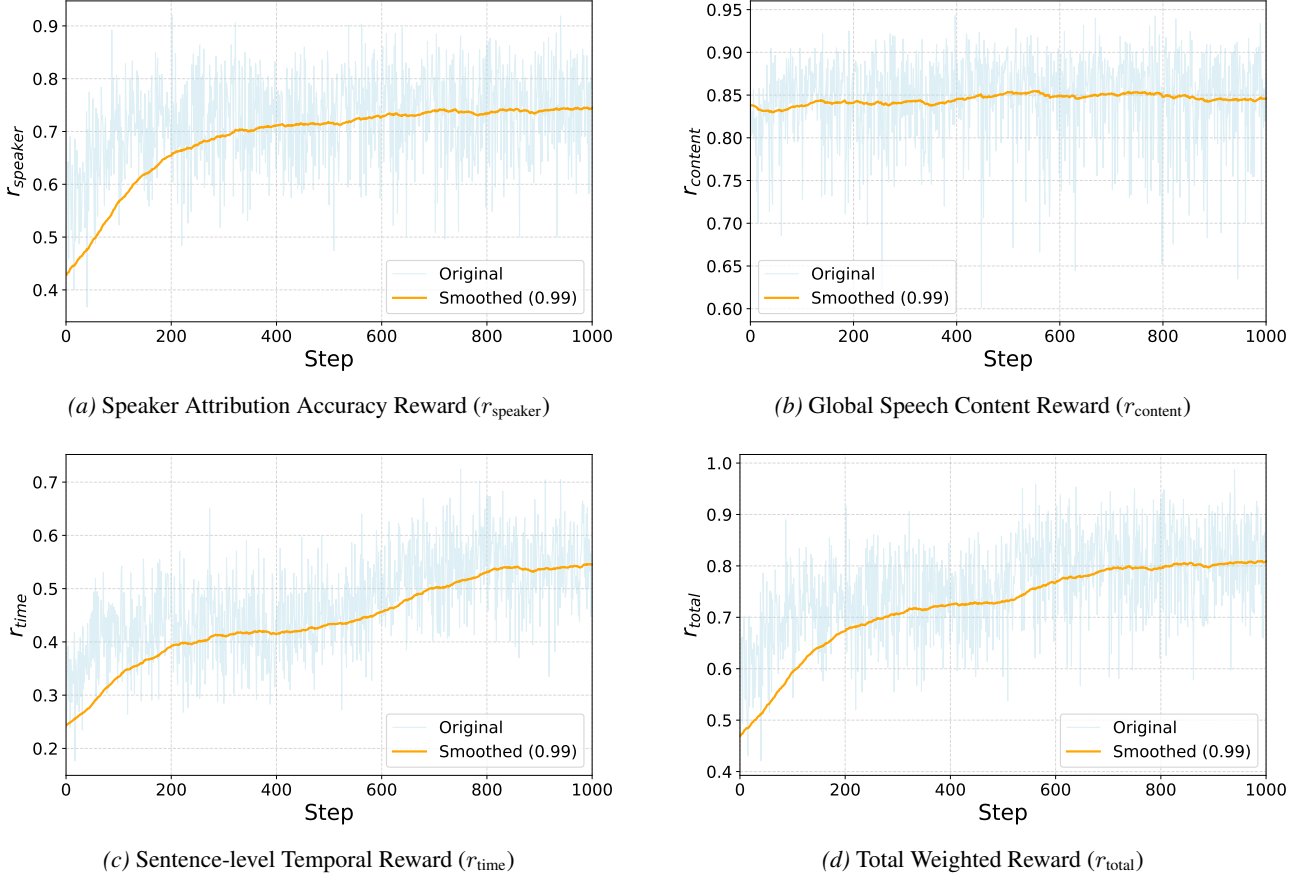 0.9
0.8
0.7
0.6
0.5
0.4
r_speaker
0 200 400 600 800 1000
Step
Original
Smoothed (0.99)
(a) Speaker Attribution Accuracy Reward (r_speaker)
0.95
0.90
0.85
0.80
0.75
0.70
0.65
0.60
r_content
0 200 400 600 800 1000
Step
Original
Smoothed (0.99)
(b) Global Speech Content Reward (r_content)
0.7
0.6
0.5
0.4
0.3
0.2
r_time
0 200 400 600 800 1000
Step
Original
Smoothed (0.99)
(c) Sentence-level Temporal Reward (r_time)
1.0
0.9
0.8
0.7
0.6
0.5
0.4
r_total
0 200 400 600 800 1000
Step
Original
Smoothed (0.99)
(d) Total Weighted Reward (r_total)